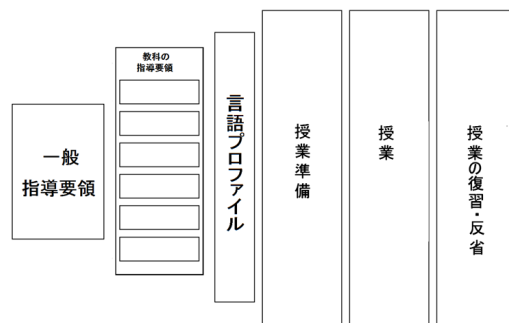 一般
指導要領
教科の
指導要領
言語プロファイル
授業準備
授業
授業の復習・反省